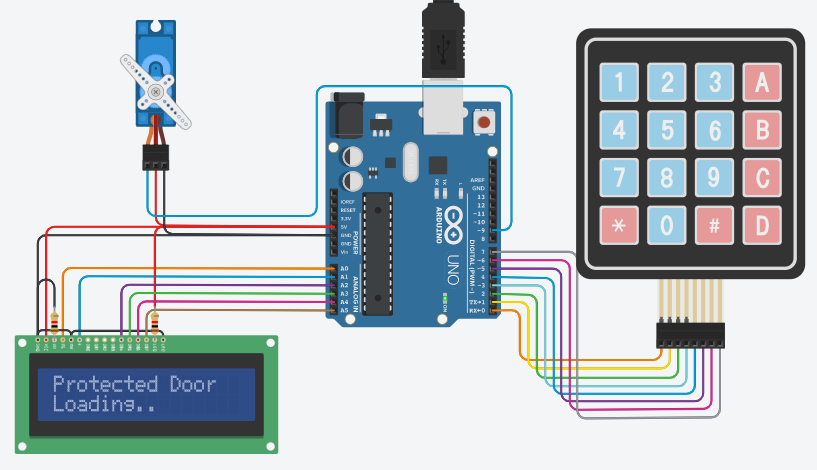 1 2 3 A
4 5 6 B
7 8 9 C
* 0 # D
AREF
GND
13
12
~11
~10
~9
8
7
~6
~5
4
~3
2
TX→1
RX←0
DIGITAL (PWM~)
IOREF
RESET
3.3V
5V
GND
GND
Vin
POWER
A0
A1
A2
A3
A4
A5
ANALOG IN
TX
RX
L
ON
ARDUINO
UNO
Protected Door
Loading..